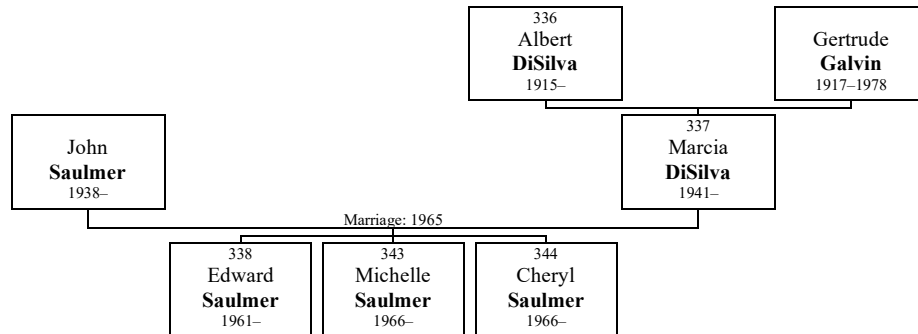 336
Albert
DiSilva
1915–
Gertrude
Galvin
1917–1978
John
Saulmer
1938–
337
Marcia
DiSilva
1941–
Marriage: 1965
338
Edward
Saulmer
1961–
343
Michelle
Saulmer
1966–
344
Cheryl
Saulmer
1966–